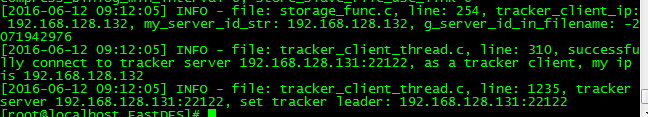 [2016-06-12 09:12:05] INFO - file: storage_func.c, line: 254, tracker_client_ip:
 192.168.128.132, my_server_id_str: 192.168.128.132, g_server_id_in_filename: -2
071942976
[2016-06-12 09:12:05] INFO - file: tracker_client_thread.c, line: 310, successfu
lly connect to tracker server 192.168.128.131:22122, as a tracker client, my ip
is 192.168.128.132
[2016-06-12 09:12:05] INFO - file: tracker_client_thread.c, line: 1235, tracker
server 192.168.128.131:22122, set tracker leader: 192.168.128.131:22122
[root@localhost FastDFS]#